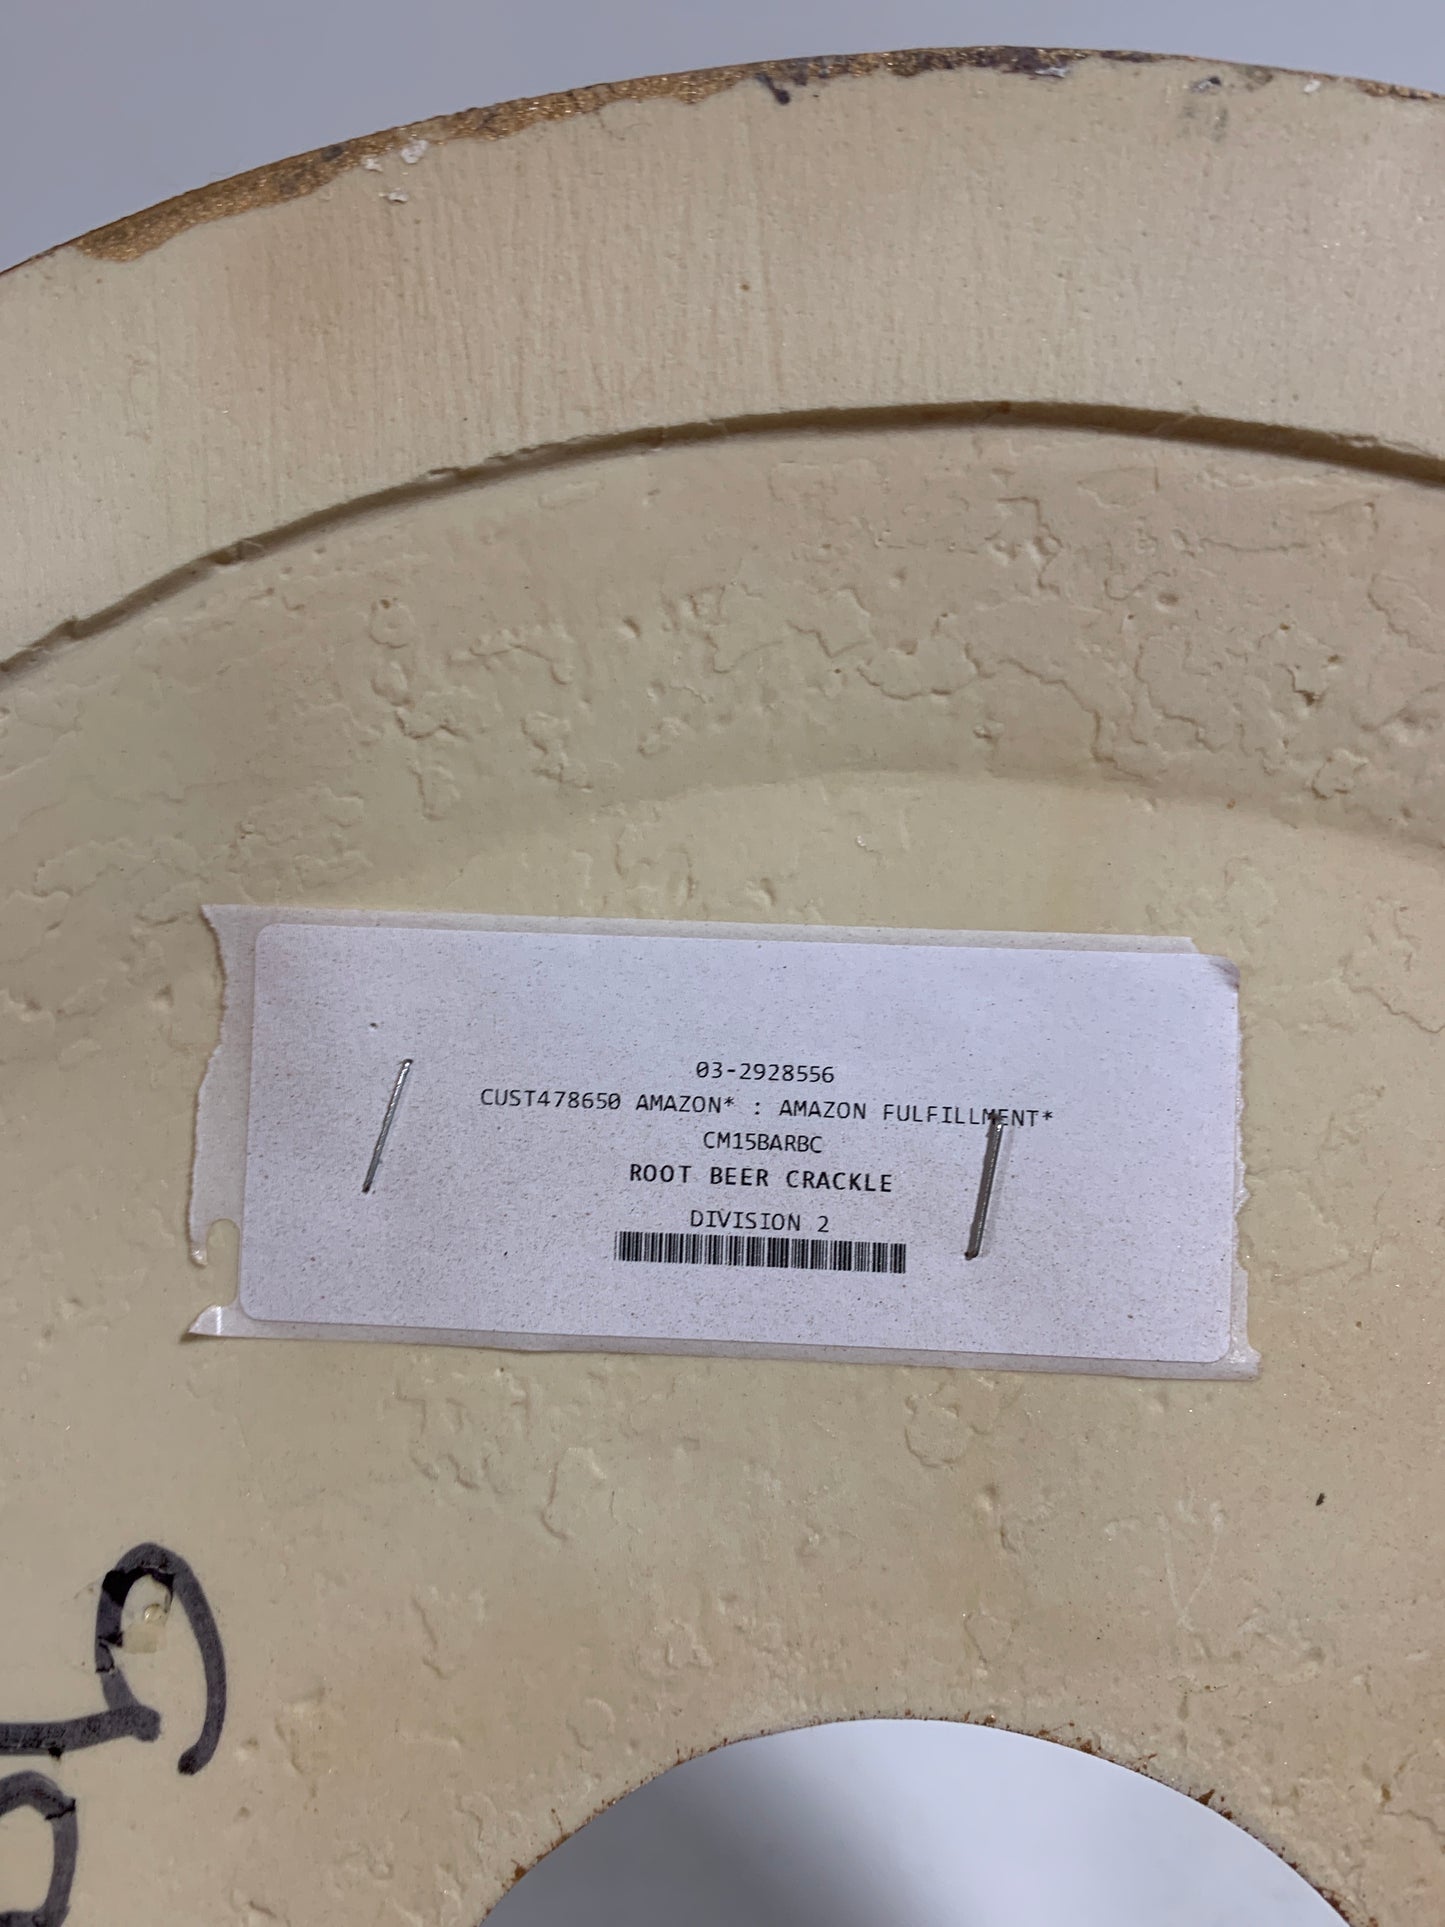 03-2928556
CUST478650 AMAZON* : AMAZON FULFILLMENT*
CM15BARBC
ROOT BEER CRACKLE
DIVISION 2